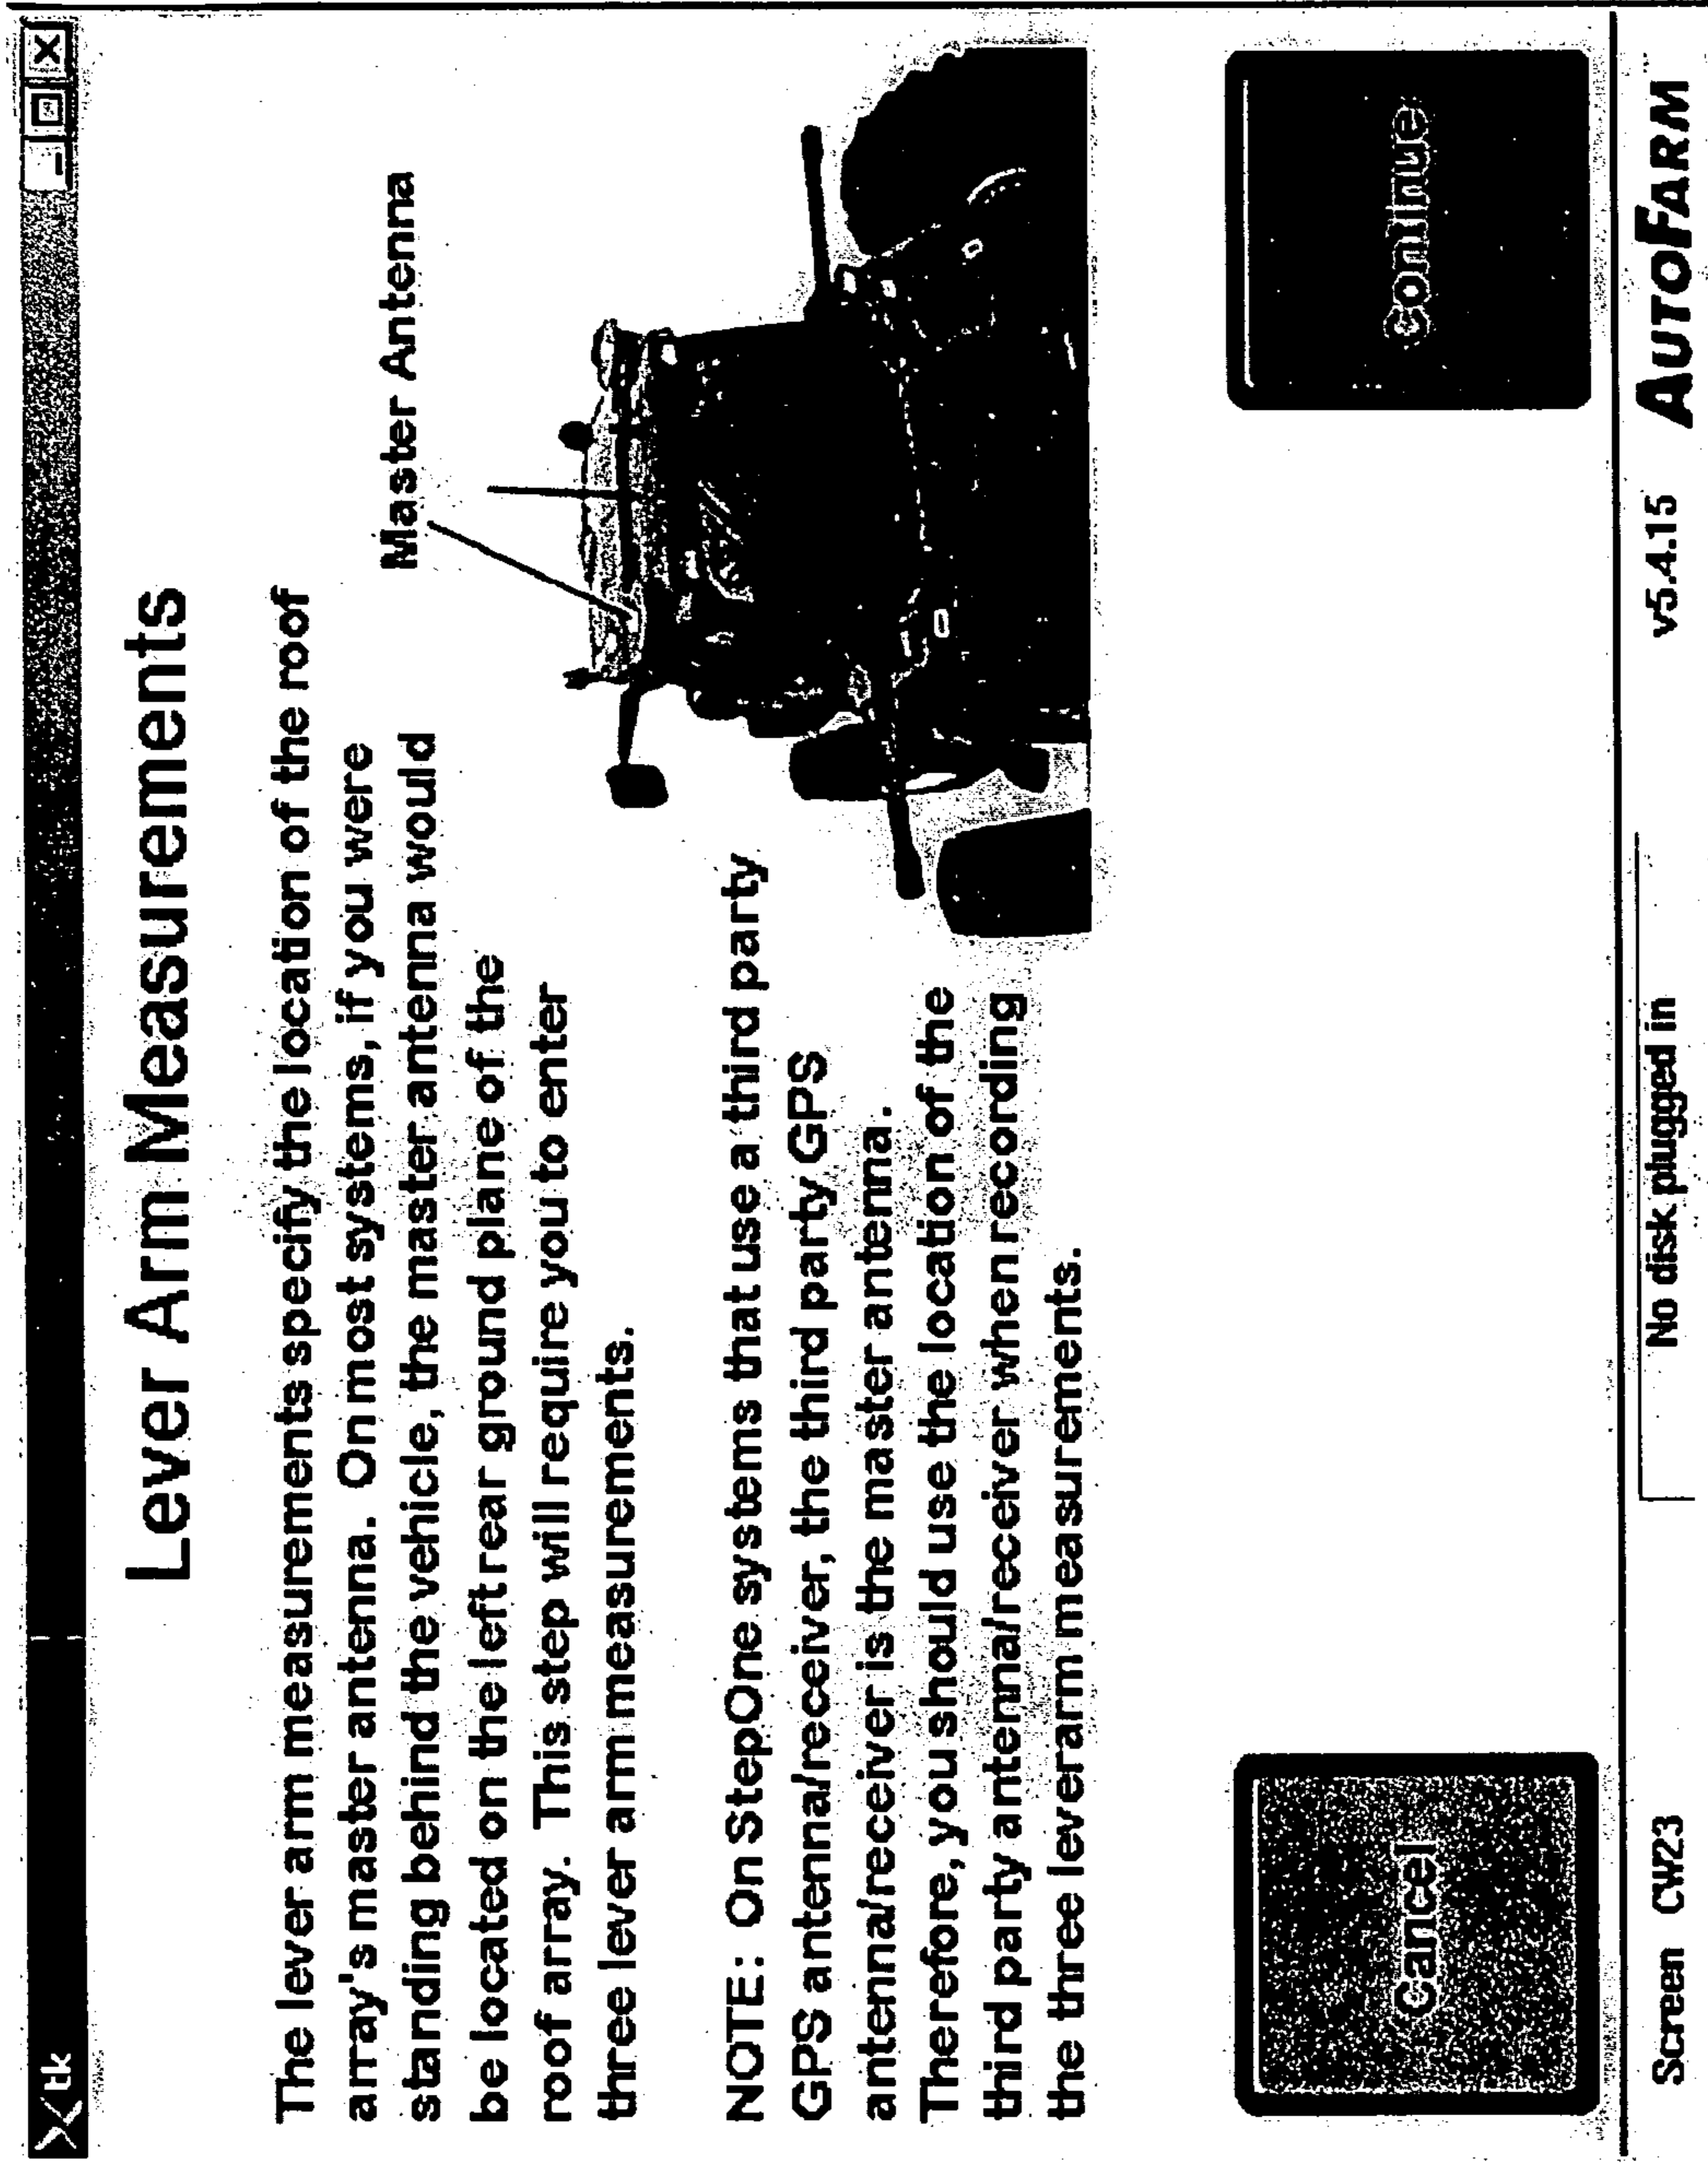 tk
Lever Arm Measurements
The lever arm measurements specify the location of the roof
array's master antenna. On most systems, if you were
standing behind the vehicle, the master antenna would
be located on the left rear ground plane of the
roof array. This step will require you to enter
three lever arm measurements.
Master Antenna
NOTE: On StepOne systems that use a third party
GPS antenna/receiver, the third party GPS
antenna/receiver is the master antenna.
Therefore, you should use the location of the
third party antenna/receiver when recording
the three leverarm measurements.
Cancel
Continue
Screen CW23
No disk plugged in
v5.4.15
AUTOFARM